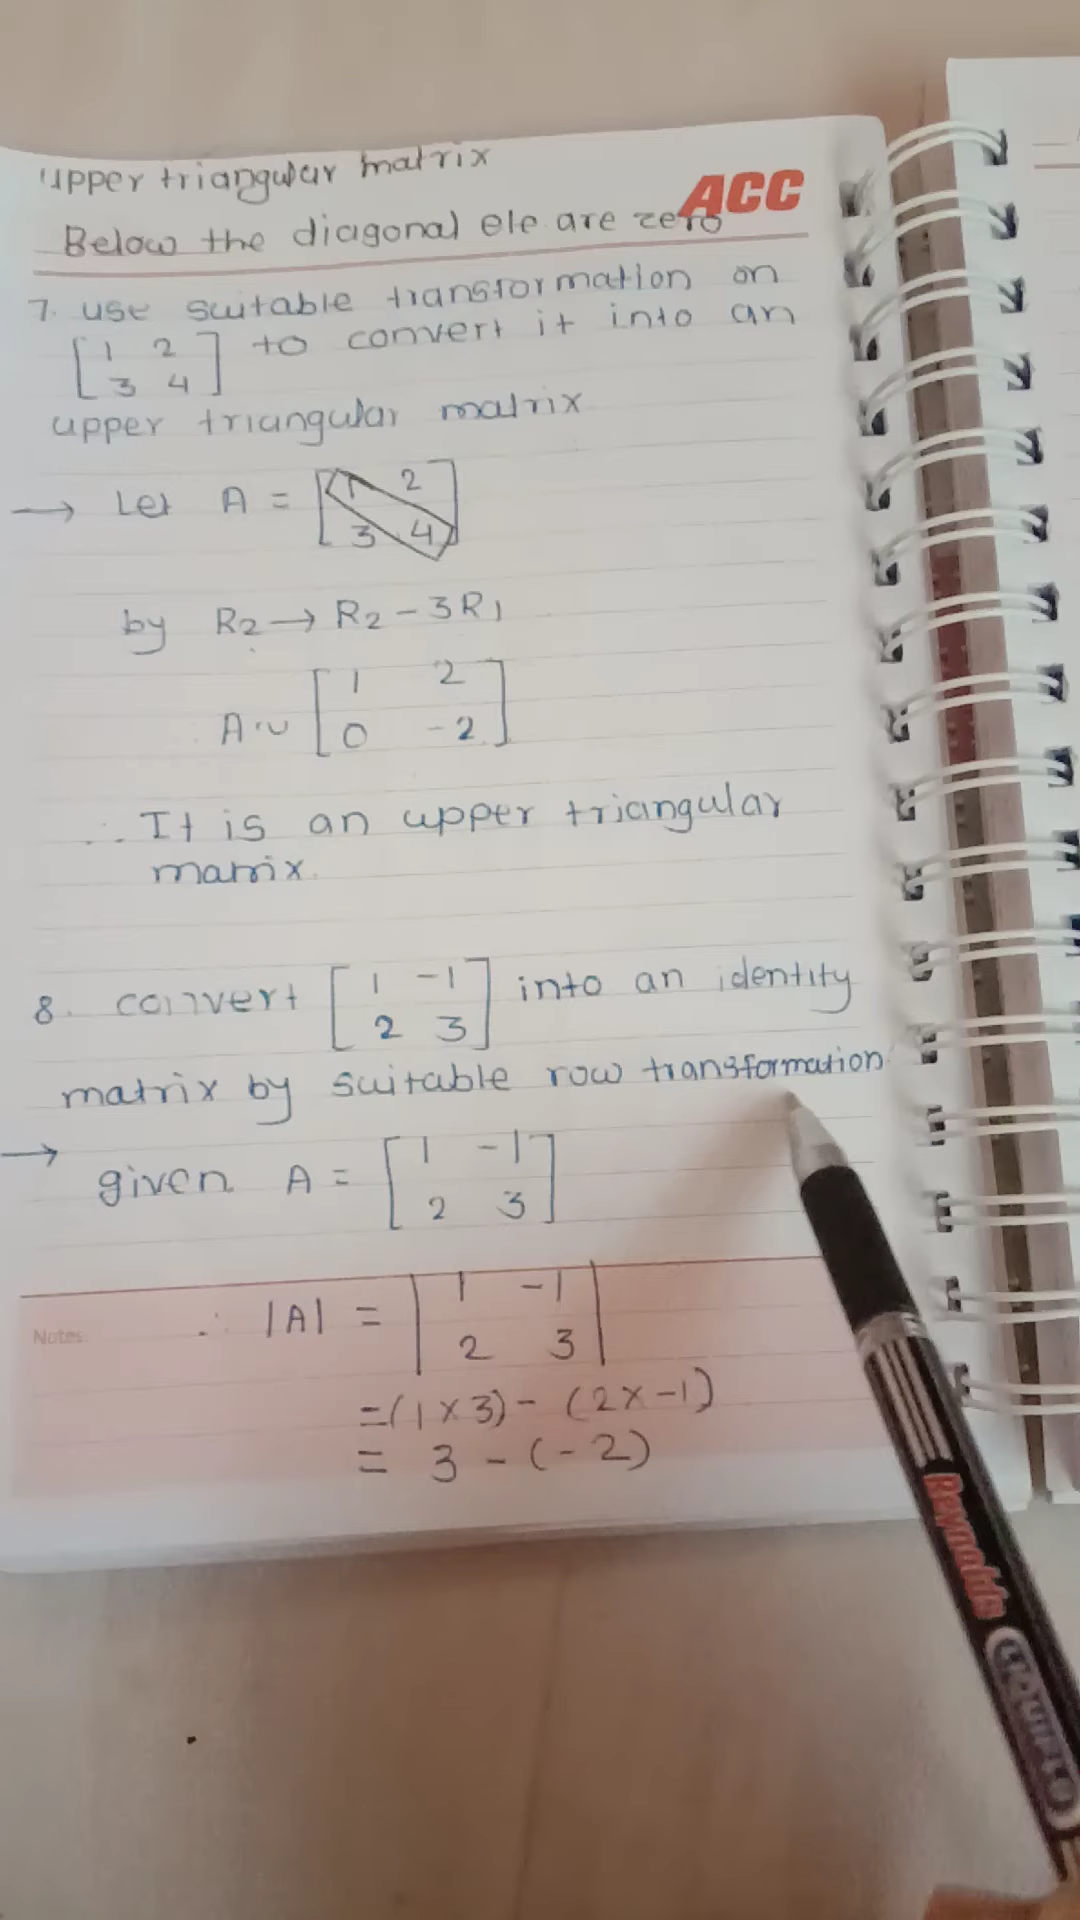 upper triangular matrix
ACC
Below the diagonal ele are zero
7. use suitable transformation on
[1 2
3 4] to convert it into an
upper triangular matrix
→ Let A = [1 2
3 4]
by R2 → R2 - 3R1
A ~ [1 2
0 -2]
∴ It is an upper triangular
matrix.
8. convert [1 -1
2 3] into an identity
matrix by suitable row transformation
→ given A = [1 -1
2 3]
Notes
∴ |A| = |1 -1
2 3|
= (1 × 3) - (2 × -1)
= 3 - (-2)
Reynolds
LIQUIFLO